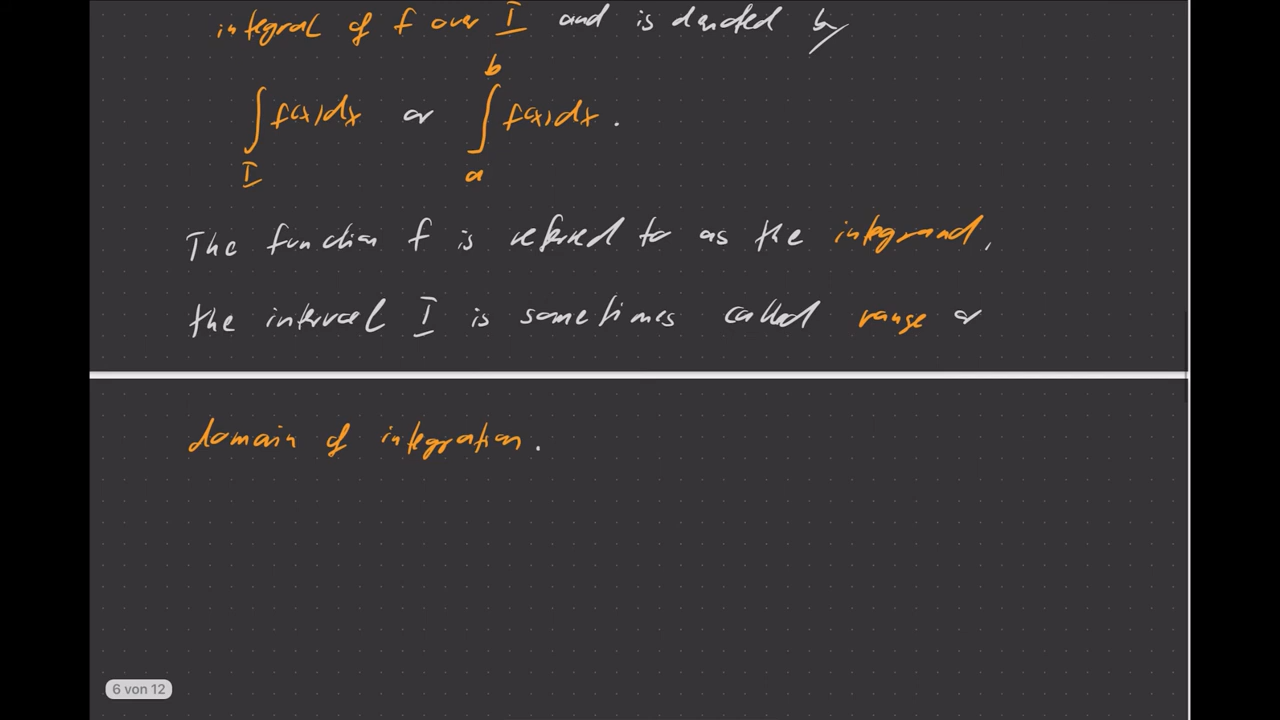 integral of f over I and is denoted by
∫_I f(x)dx or ∫_a^b f(x)dx.
The function f is referred to as the integrand,
the interval I is sometimes called range or
domain of integration.
6 von 12